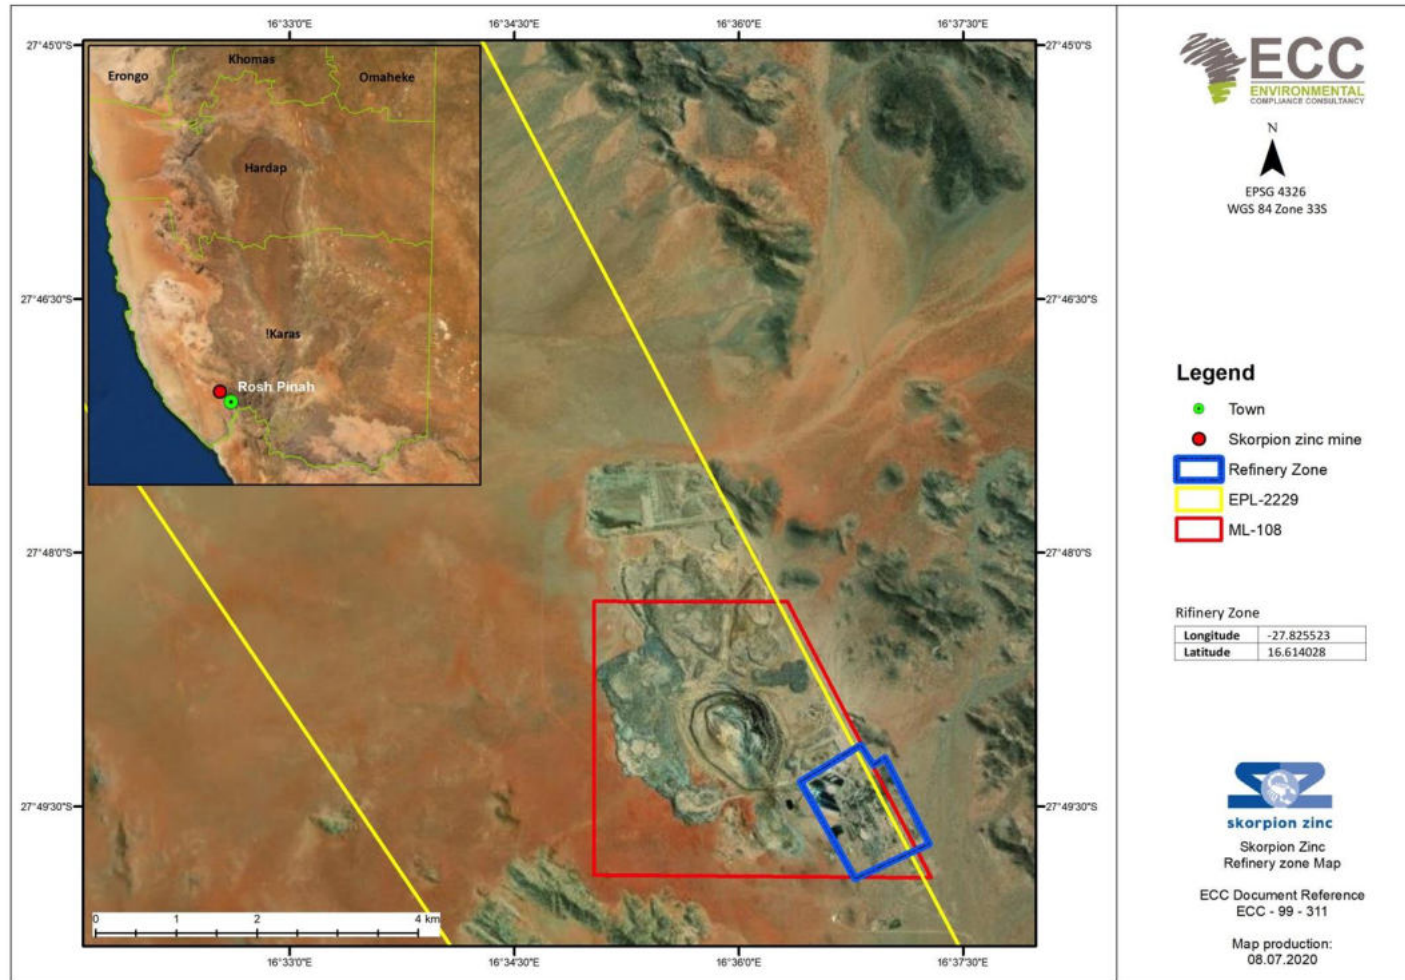 16°33'0"E
16°34'30"E
16°36'0"E
16°37'30"E
27°45'0"S
27°45'0"S
Erongo
Khomas
Omaheke
Hardap
!Karas
Rosh Pinah
27°46'30"S
27°46'30"S
27°48'0"S
27°48'0"S
27°49'30"S
27°49'30"S
0 1 2 4 km
16°33'0"E
16°34'30"E
16°36'0"E
16°37'30"E
ECC
ENVIRONMENTAL
COMPLIANCE CONSULTANCY
N
EPSG 4326
WGS 84 Zone 33S
Legend
Town
Skorpion zinc mine
Refinery Zone
EPL-2229
ML-108
Rifinery Zone
Longitude -27.825523
Latitude 16.614028
skorpion zinc
Skorpion Zinc
Refinery zone Map
ECC Document Reference
ECC - 99 - 311
Map production:
08.07.2020